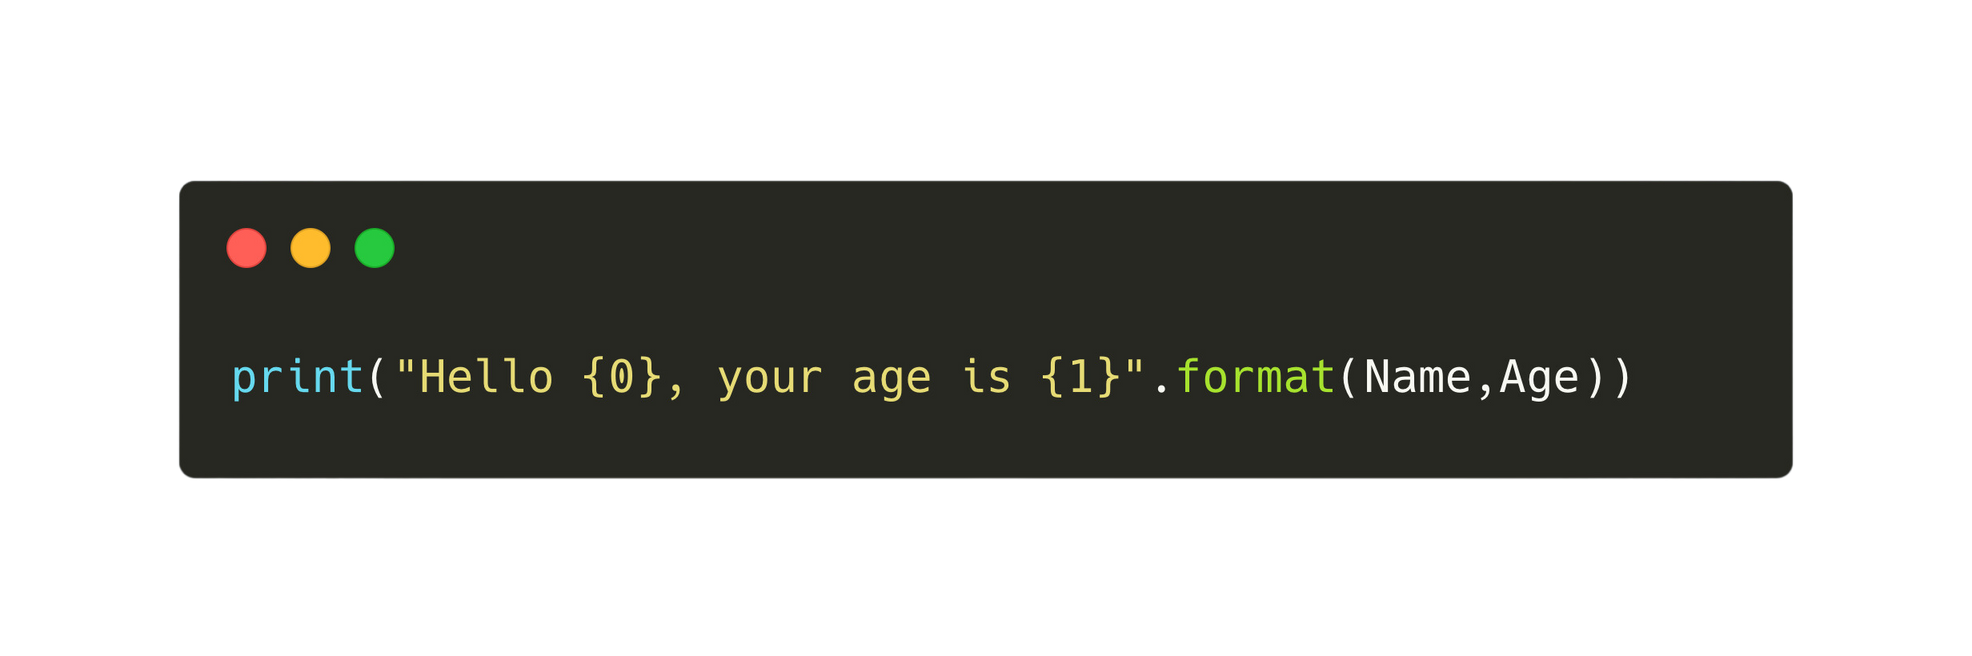 print("Hello {0}, your age is {1}".format(Name,Age))